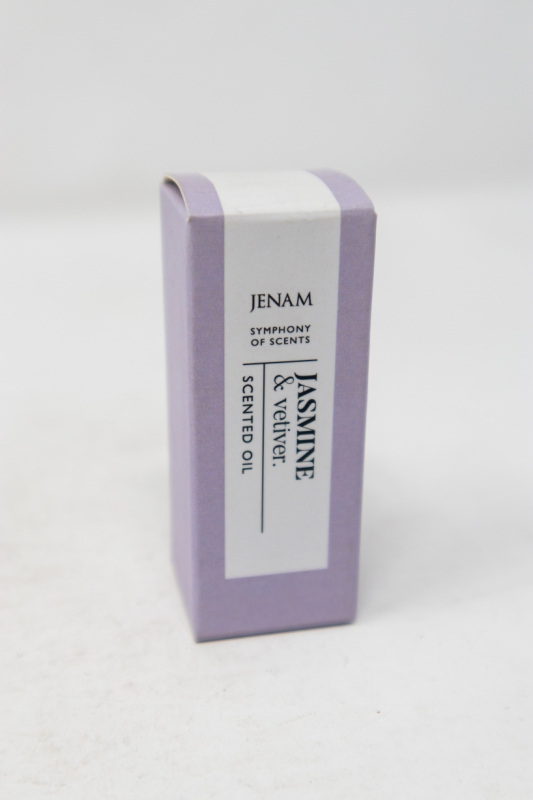 JENAM
SYMPHONY
OF SCENTS
JASMINE
& vetiver.
SCENTED OIL